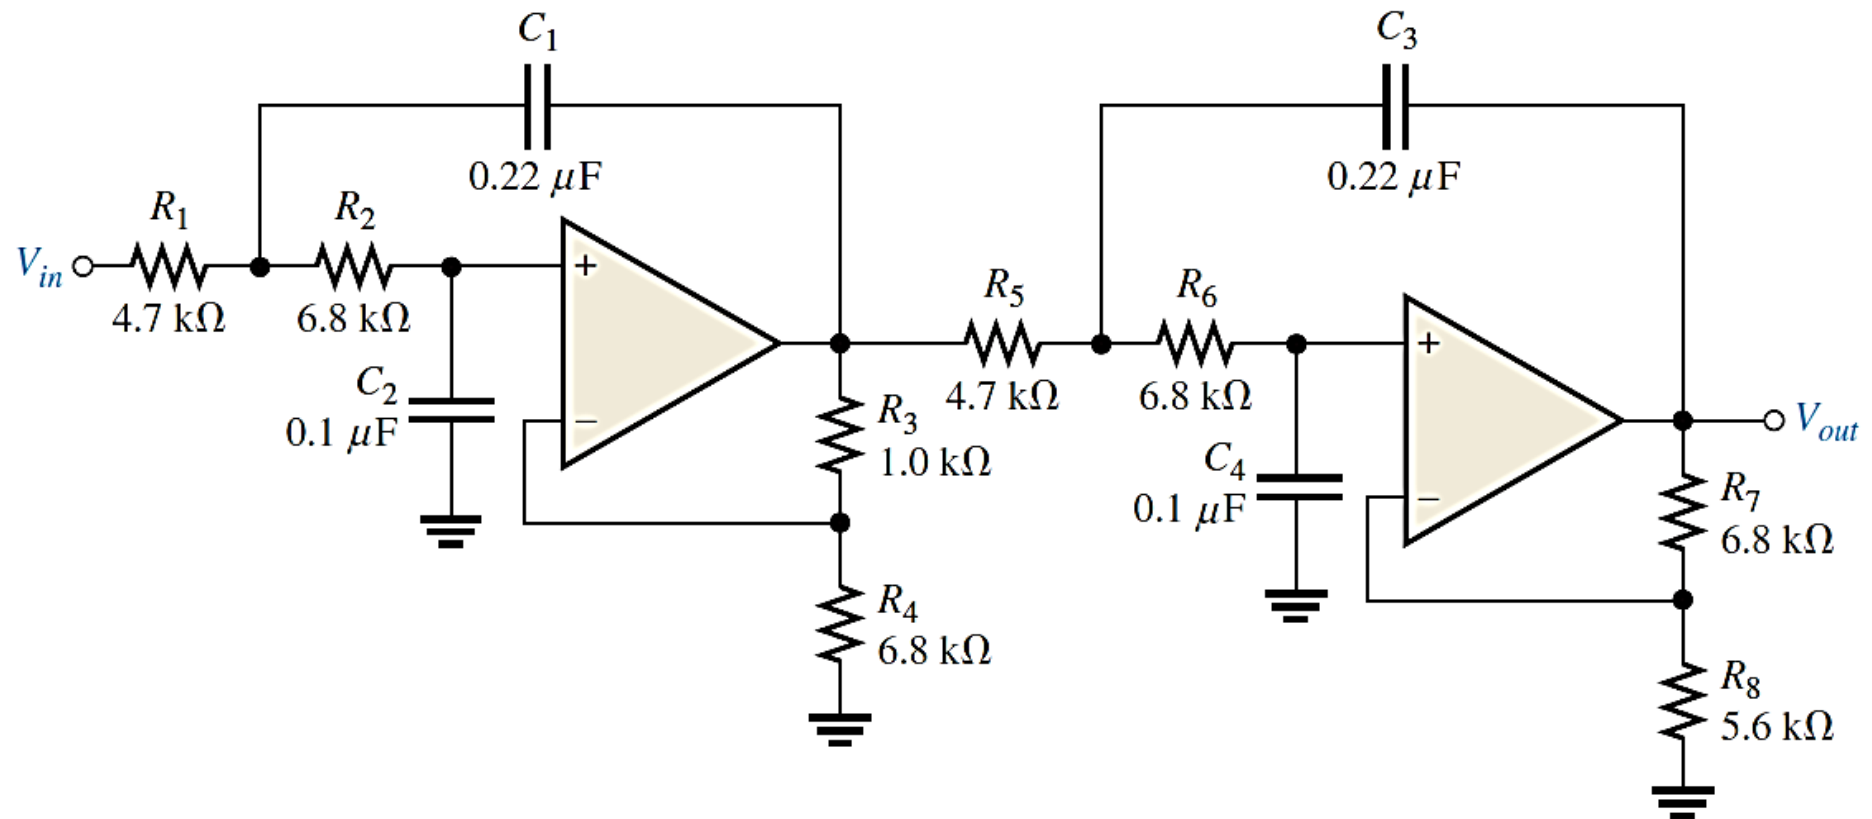 C₁
0.22 μF
C₃
0.22 μF
R₁
4.7 kΩ
R₂
6.8 kΩ
V_in
+
−
C₂
0.1 μF
R₃
1.0 kΩ
R₄
6.8 kΩ
R₅
4.7 kΩ
R₆
6.8 kΩ
+
−
C₄
0.1 μF
V_out
R₇
6.8 kΩ
R₈
5.6 kΩ